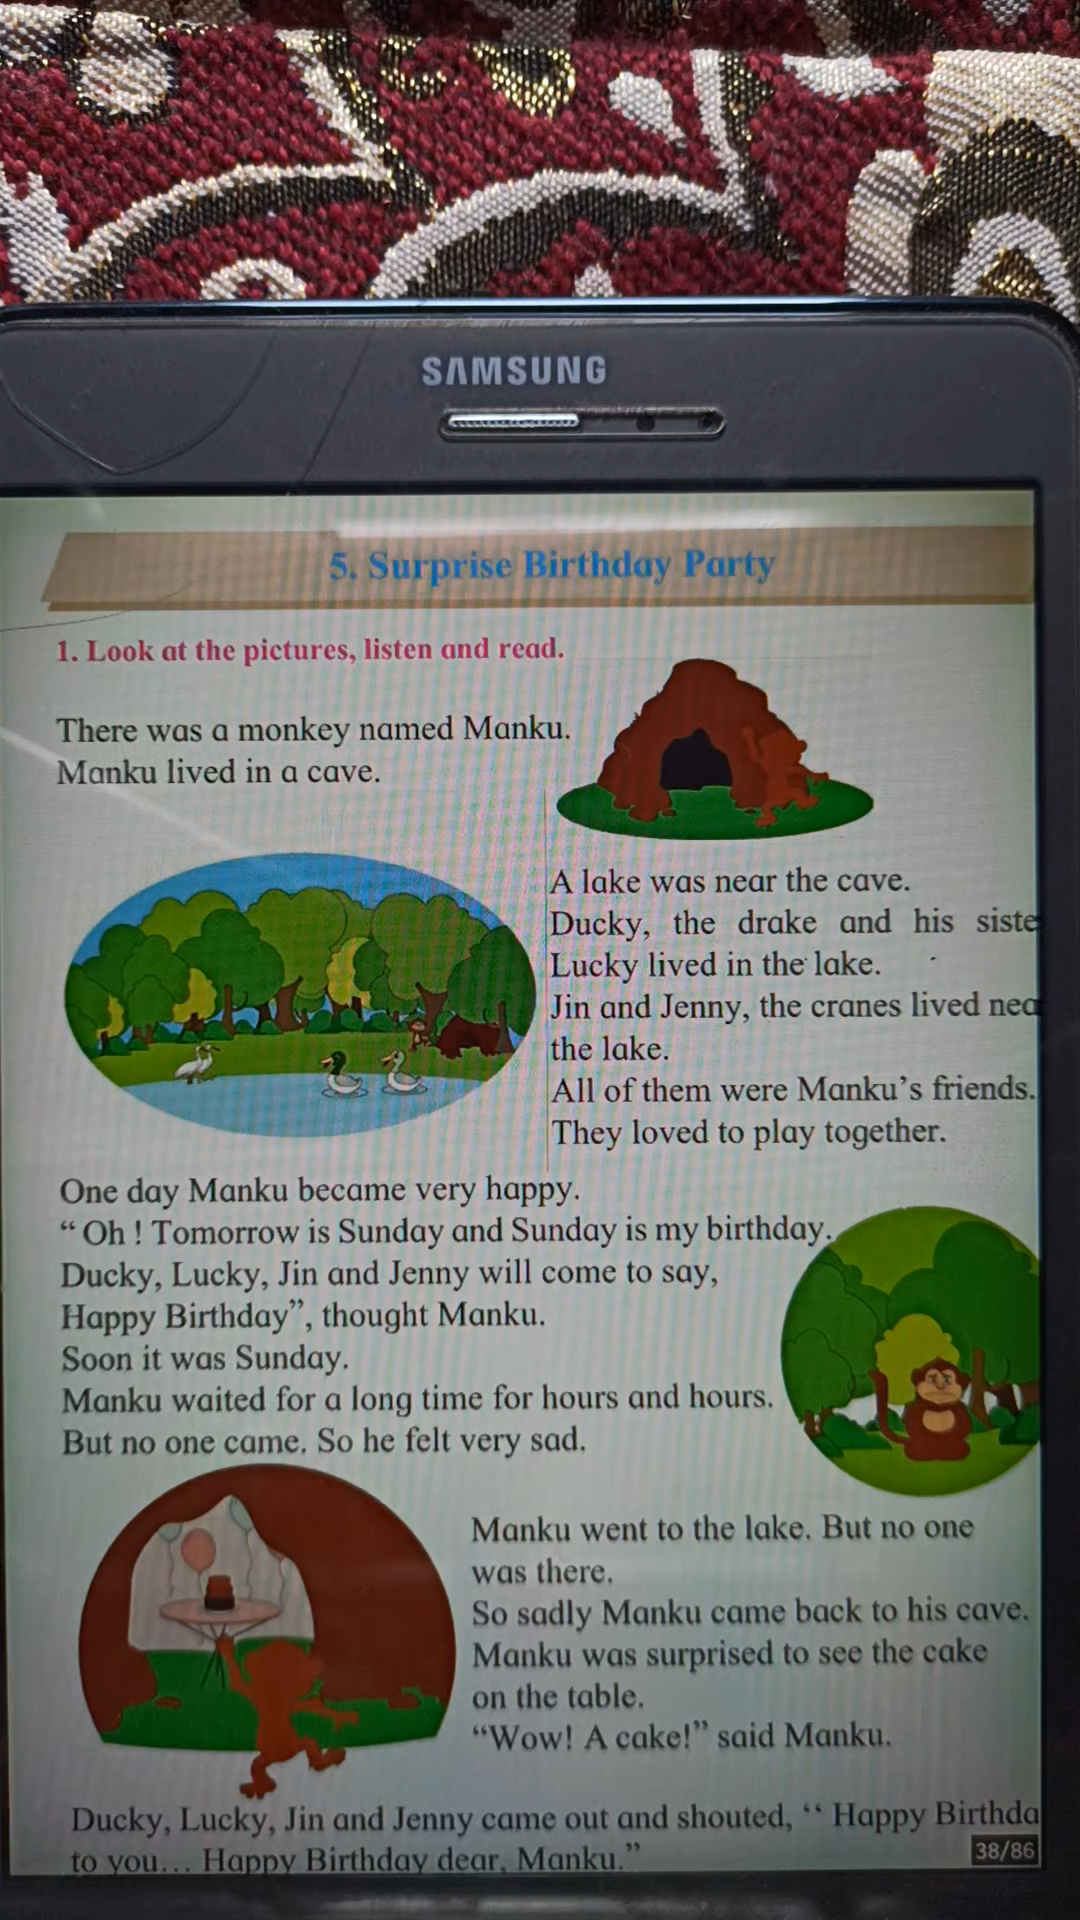 SAMSUNG
5. Surprise Birthday Party
1. Look at the pictures, listen and read.
There was a monkey named Manku.
Manku lived in a cave.
A lake was near the cave.
Ducky, the drake and his siste
Lucky lived in the lake.
Jin and Jenny, the cranes lived nea
the lake.
All of them were Manku's friends.
They loved to play together.
One day Manku became very happy.
“ Oh ! Tomorrow is Sunday and Sunday is my birthday.
Ducky, Lucky, Jin and Jenny will come to say,
Happy Birthday”, thought Manku.
Soon it was Sunday.
Manku waited for a long time for hours and hours.
But no one came. So he felt very sad.
Manku went to the lake. But no one
was there.
So sadly Manku came back to his cave.
Manku was surprised to see the cake
on the table.
“Wow! A cake!” said Manku.
Ducky, Lucky, Jin and Jenny came out and shouted, “ Happy Birthda
to you... Happy Birthday dear, Manku.”
38/86